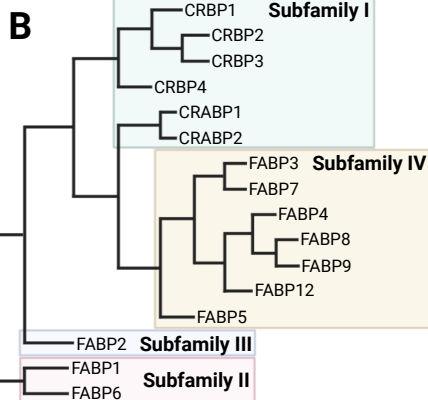 B
CRBP1
Subfamily I
CRBP2
CRBP3
CRBP4
CRABP1
CRABP2
FABP3
Subfamily IV
FABP7
FABP4
FABP8
FABP9
FABP12
FABP5
FABP2
Subfamily III
FABP1
Subfamily II
FABP6